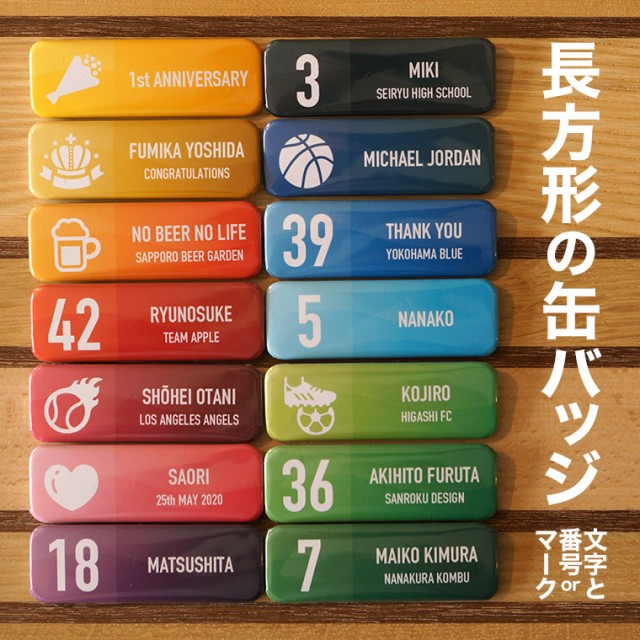 1st ANNIVERSARY
FUMIKA YOSHIDA
CONGRATULATIONS
NO BEER NO LIFE
SAPPORO BEER GARDEN
42
RYUNOSUKE
TEAM APPLE
SHŌHEI OTANI
LOS ANGELES ANGELS
SAORI
25th MAY 2020
18
MATSUSHITA
3
MIKI
SEIRYU HIGH SCHOOL
MICHAEL JORDAN
39
THANK YOU
YOKOHAMA BLUE
5
NANAKO
KOJIRO
HIGASHI FC
36
AKIHITO FURUTA
SANROKU DESIGN
7
MAIKO KIMURA
NANAKURA KOMBU
長方形の缶バッジ
文字と
番号or
マーク